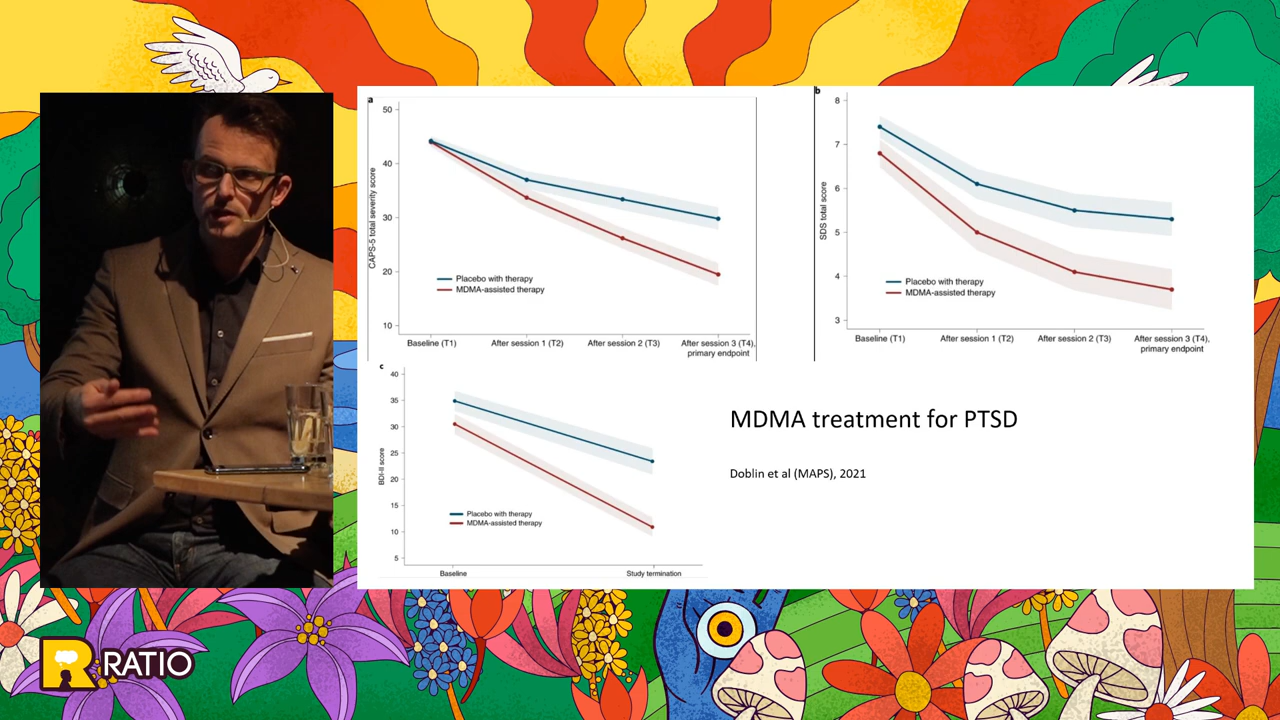 a
50
40
30
20
10
CAPS-5 total severity score
Placebo with therapy
MDMA-assisted therapy
Baseline (T1)
After session 1 (T2)
After session 2 (T3)
After session 3 (T4),
primary endpoint
b
8
7
6
5
4
3
SDS total score
Placebo with therapy
MDMA-assisted therapy
Baseline (T1)
After session 1 (T2)
After session 2 (T3)
After session 3 (T4),
primary endpoint
c
40
35
30
25
20
15
10
5
BDI-II score
Placebo with therapy
MDMA-assisted therapy
Baseline
Study termination
MDMA treatment for PTSD
Doblin et al (MAPS), 2021
R RATIO